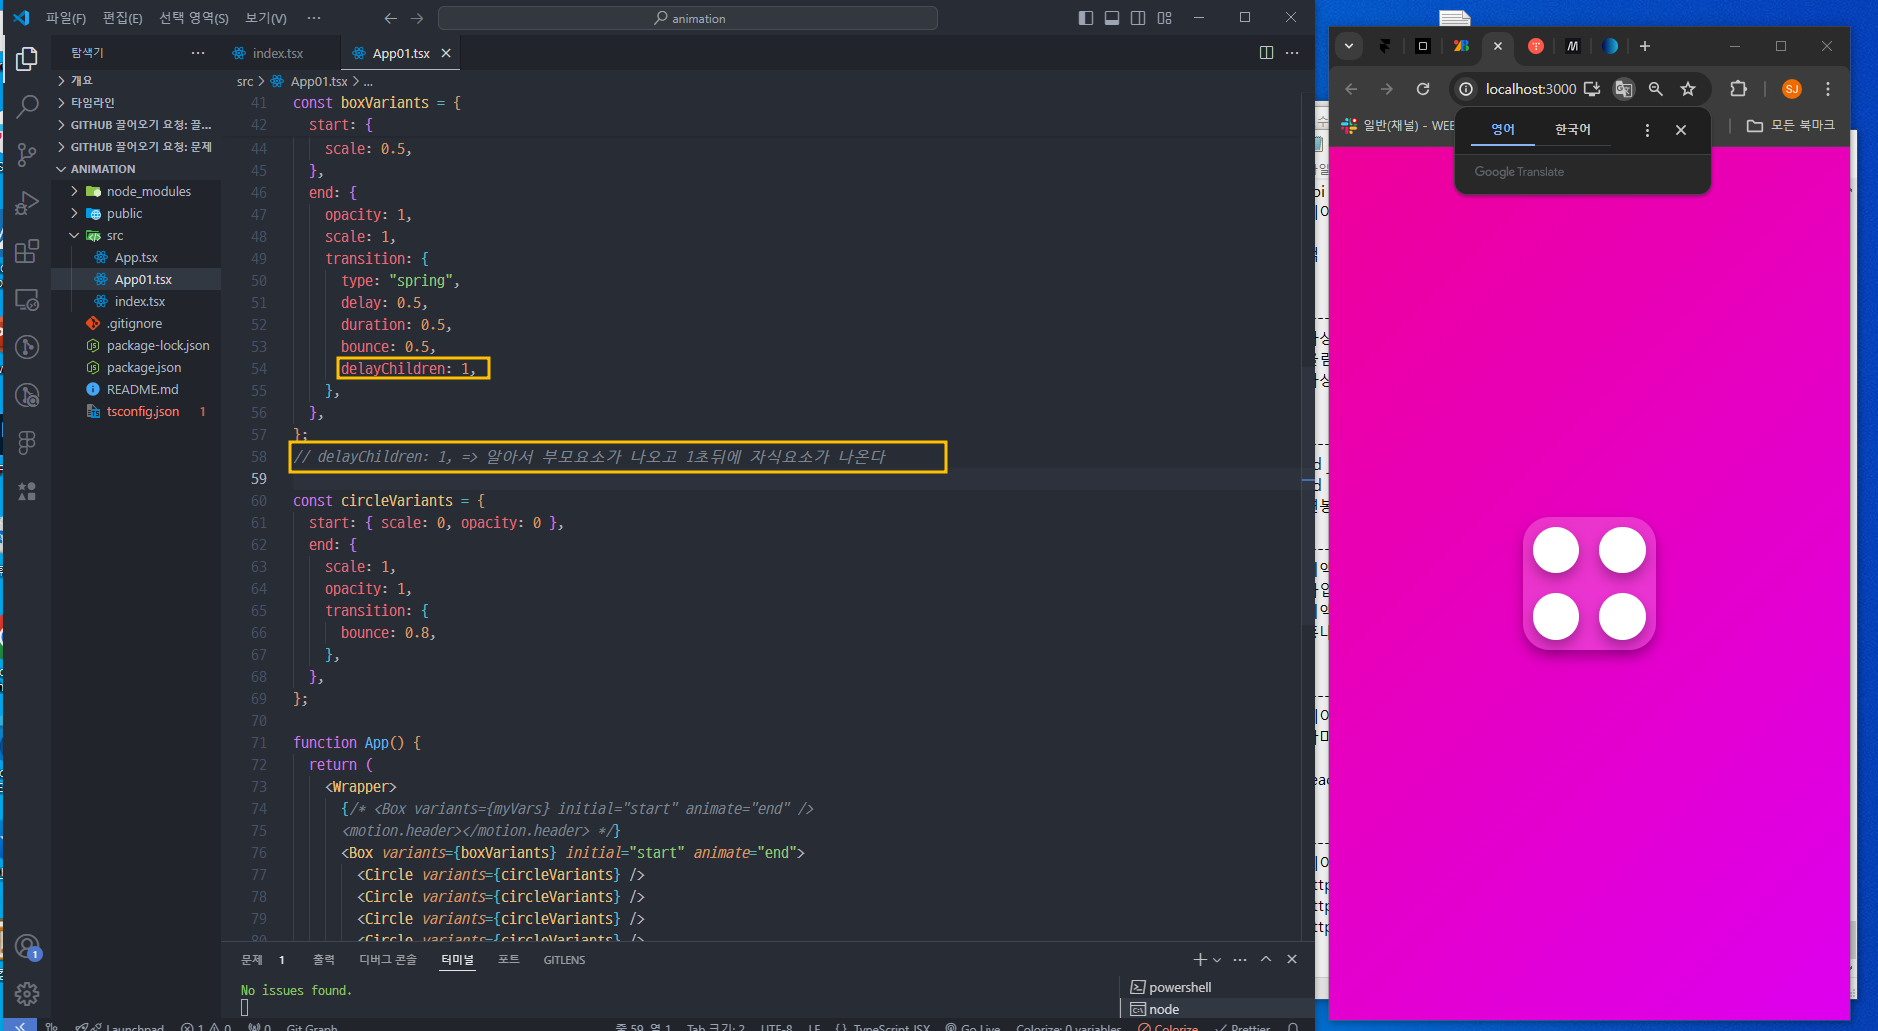 파일(F) 편집(E) 선택 영역(S) 보기(V) ··· animation
탐색기 ···
개요
타임라인
GITHUB 끌어오기 요청: 끌...
GITHUB 끌어오기 요청: 문제
ANIMATION
node_modules
public
src
App.tsx
App01.tsx
index.tsx
.gitignore
package-lock.json
package.json
README.md
tsconfig.json 1
index.tsx App01.tsx
src > App01.tsx > ...
41 const boxVariants = {
42 start: {
44 scale: 0.5,
45 },
46 end: {
47 opacity: 1,
48 scale: 1,
49 transition: {
50 type: "spring",
51 delay: 0.5,
52 duration: 0.5,
53 bounce: 0.5,
54 delayChildren: 1,
55 },
56 },
57 };
58 // delayChildren: 1, => 알아서 부모요소가 나오고 1초뒤에 자식요소가 나온다
59
60 const circleVariants = {
61 start: { scale: 0, opacity: 0 },
62 end: {
63 scale: 1,
64 opacity: 1,
65 transition: {
66 bounce: 0.8,
67 },
68 },
69 };
70
71 function App() {
72 return (
73 <Wrapper>
74 {/* <Box variants={myVars} initial="start" animate="end" />
75 <motion.header></motion.header> */}
76 <Box variants={boxVariants} initial="start" animate="end">
77 <Circle variants={circleVariants} />
78 <Circle variants={circleVariants} />
79 <Circle variants={circleVariants} />
80 <Circle variants={circleVariants} />
문제 1 출력 디버그 콘솔 터미널 포트 GITLENS
No issues found.
powershell
node
Launchpad 1 0 0 Git Graph 줄 59, 열 1 Tab 크기: 2 UTF-8 LF {} TypeScript JSX Go Live Colorize: 0 variables Colorize Prettier
1
localhost:3000
SJ
일반(채널) - WEB
모든 북마크
영어 한국어
Google Translate